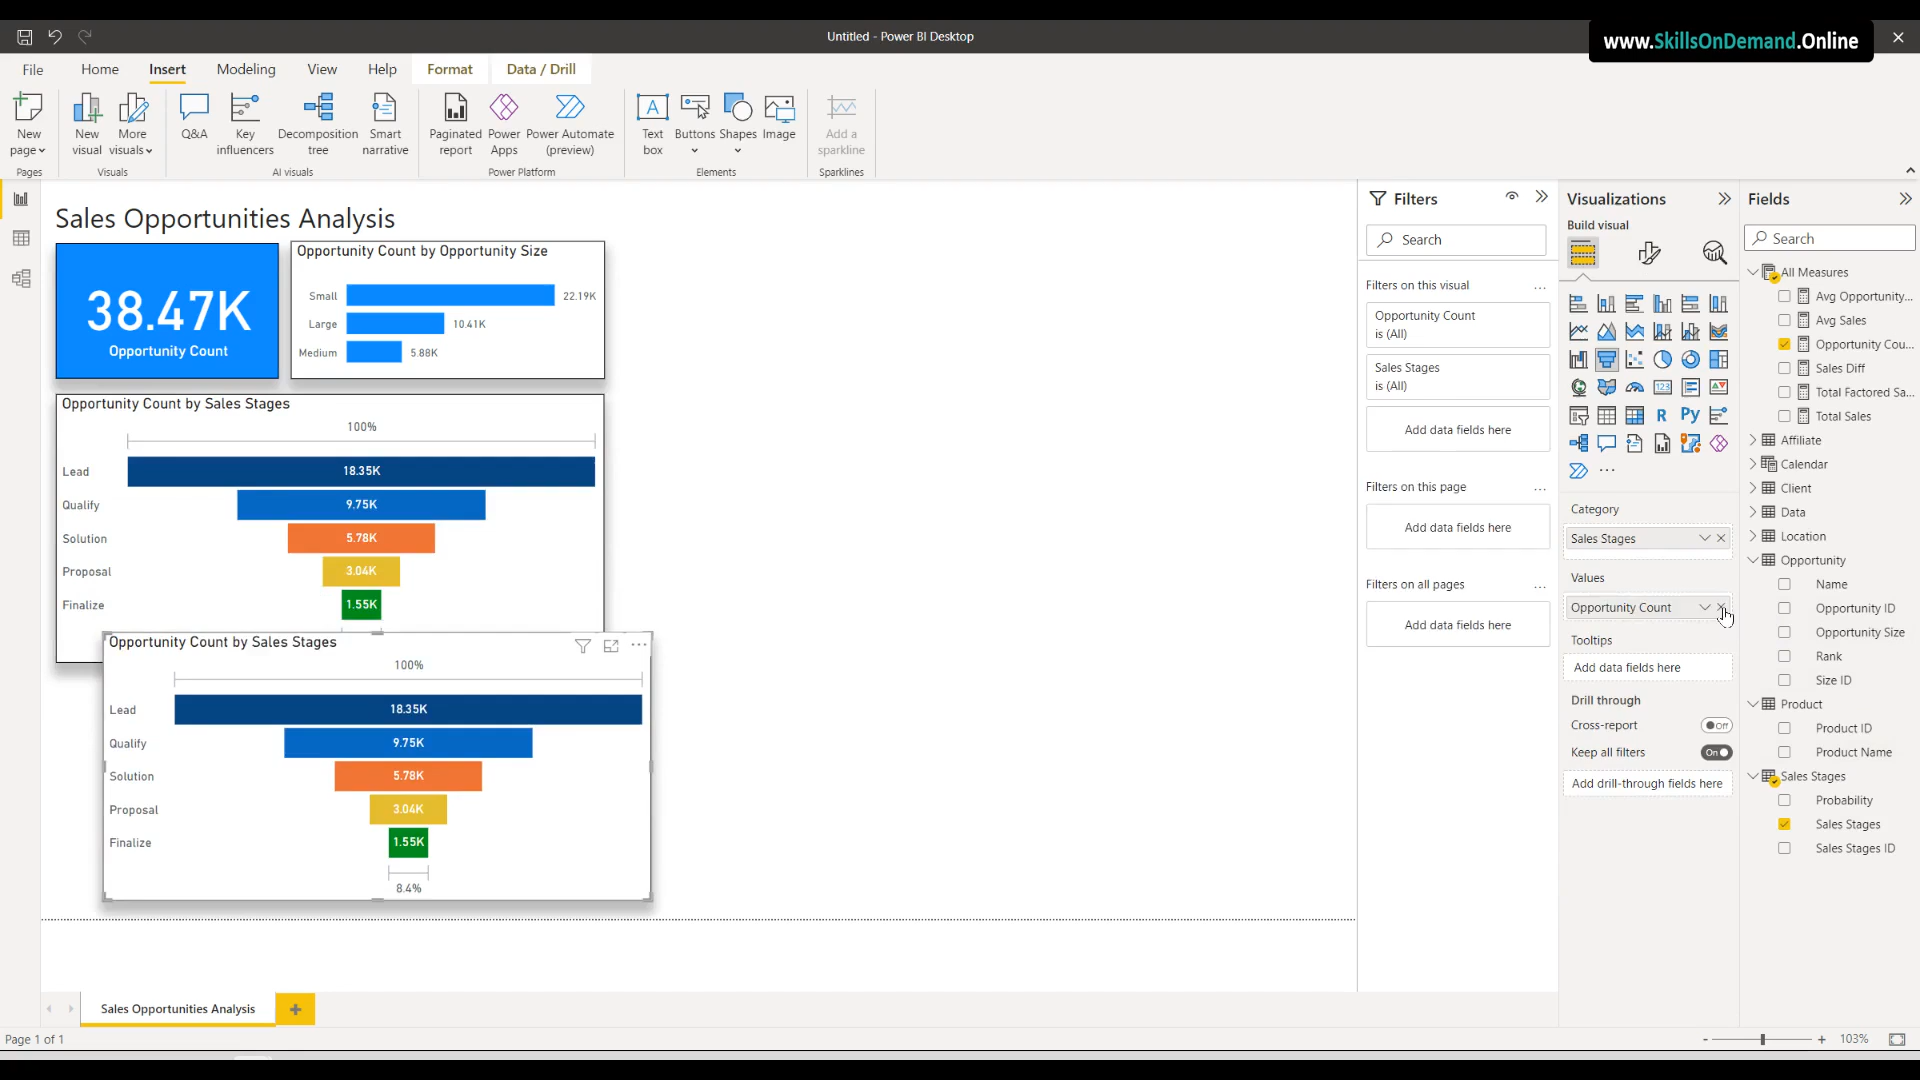 Untitled - Power BI Desktop
www.SkillsOnDemand.Online
File
Home
Insert
Modeling
View
Help
Format
Data / Drill
New page
New visual
More visuals
Q&A
Key influencers
Decomposition tree
Smart narrative
Paginated report
Power Apps
Power Automate (preview)
Text box
Buttons
Shapes
Image
Add a sparkline
Pages
Visuals
AI visuals
Power Platform
Elements
Sparklines
Sales Opportunities Analysis
38.47K
Opportunity Count
Opportunity Count by Opportunity Size
Small 22.19K
Large 10.41K
Medium 5.88K
Opportunity Count by Sales Stages
100%
Lead 18.35K
Qualify 9.75K
Solution 5.78K
Proposal 3.04K
Finalize 1.55K
Opportunity Count by Sales Stages
100%
Lead 18.35K
Qualify 9.75K
Solution 5.78K
Proposal 3.04K
Finalize 1.55K
8.4%
Filters
Search
Filters on this visual
Opportunity Count
is (All)
Sales Stages
is (All)
Add data fields here
Filters on this page
Add data fields here
Filters on all pages
Add data fields here
Visualizations
Build visual
123
R
Py
Category
Sales Stages
Values
Opportunity Count
Tooltips
Add data fields here
Drill through
Cross-report Off
Keep all filters On
Add drill-through fields here
Fields
Search
All Measures
Avg Opportunity...
Avg Sales
Opportunity Cou...
Sales Diff
Total Factored Sa...
Total Sales
Affiliate
Calendar
Client
Data
Location
Opportunity
Name
Opportunity ID
Opportunity Size
Rank
Size ID
Product
Product ID
Product Name
Sales Stages
Probability
Sales Stages
Sales Stages ID
Sales Opportunities Analysis
Page 1 of 1
103%